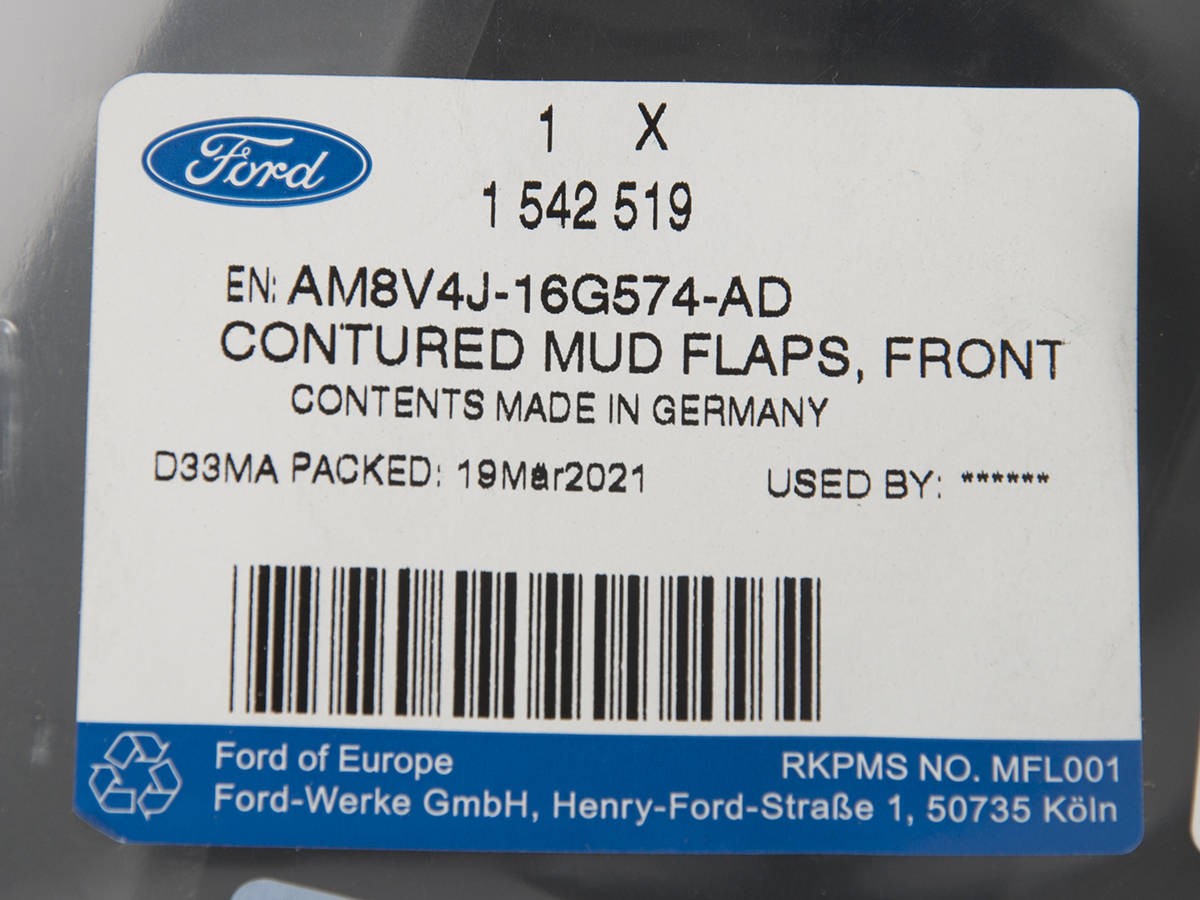 Ford
1 X
1 542 519
EN: AM8V4J-16G574-AD
CONTURED MUD FLAPS, FRONT
CONTENTS MADE IN GERMANY
D33MA PACKED: 19Mar2021 USED BY: ******
Ford of Europe RKPMS NO. MFL001
Ford-Werke GmbH, Henry-Ford-Straße 1, 50735 Köln